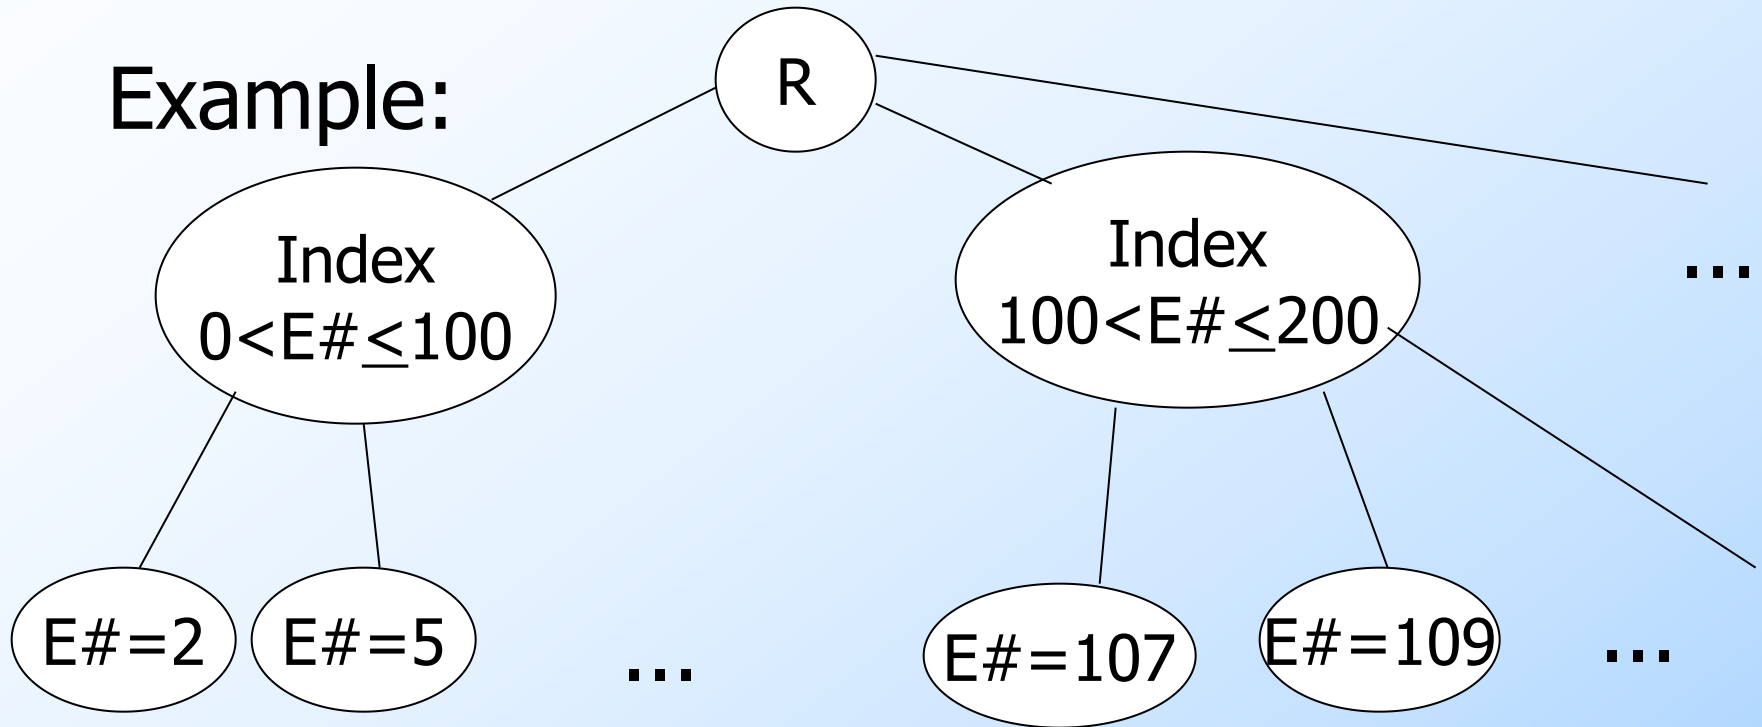 Example:
R
Index
0<E#≤100
Index
100<E#≤200
...
E#=2
E#=5
...
E#=107
E#=109
...